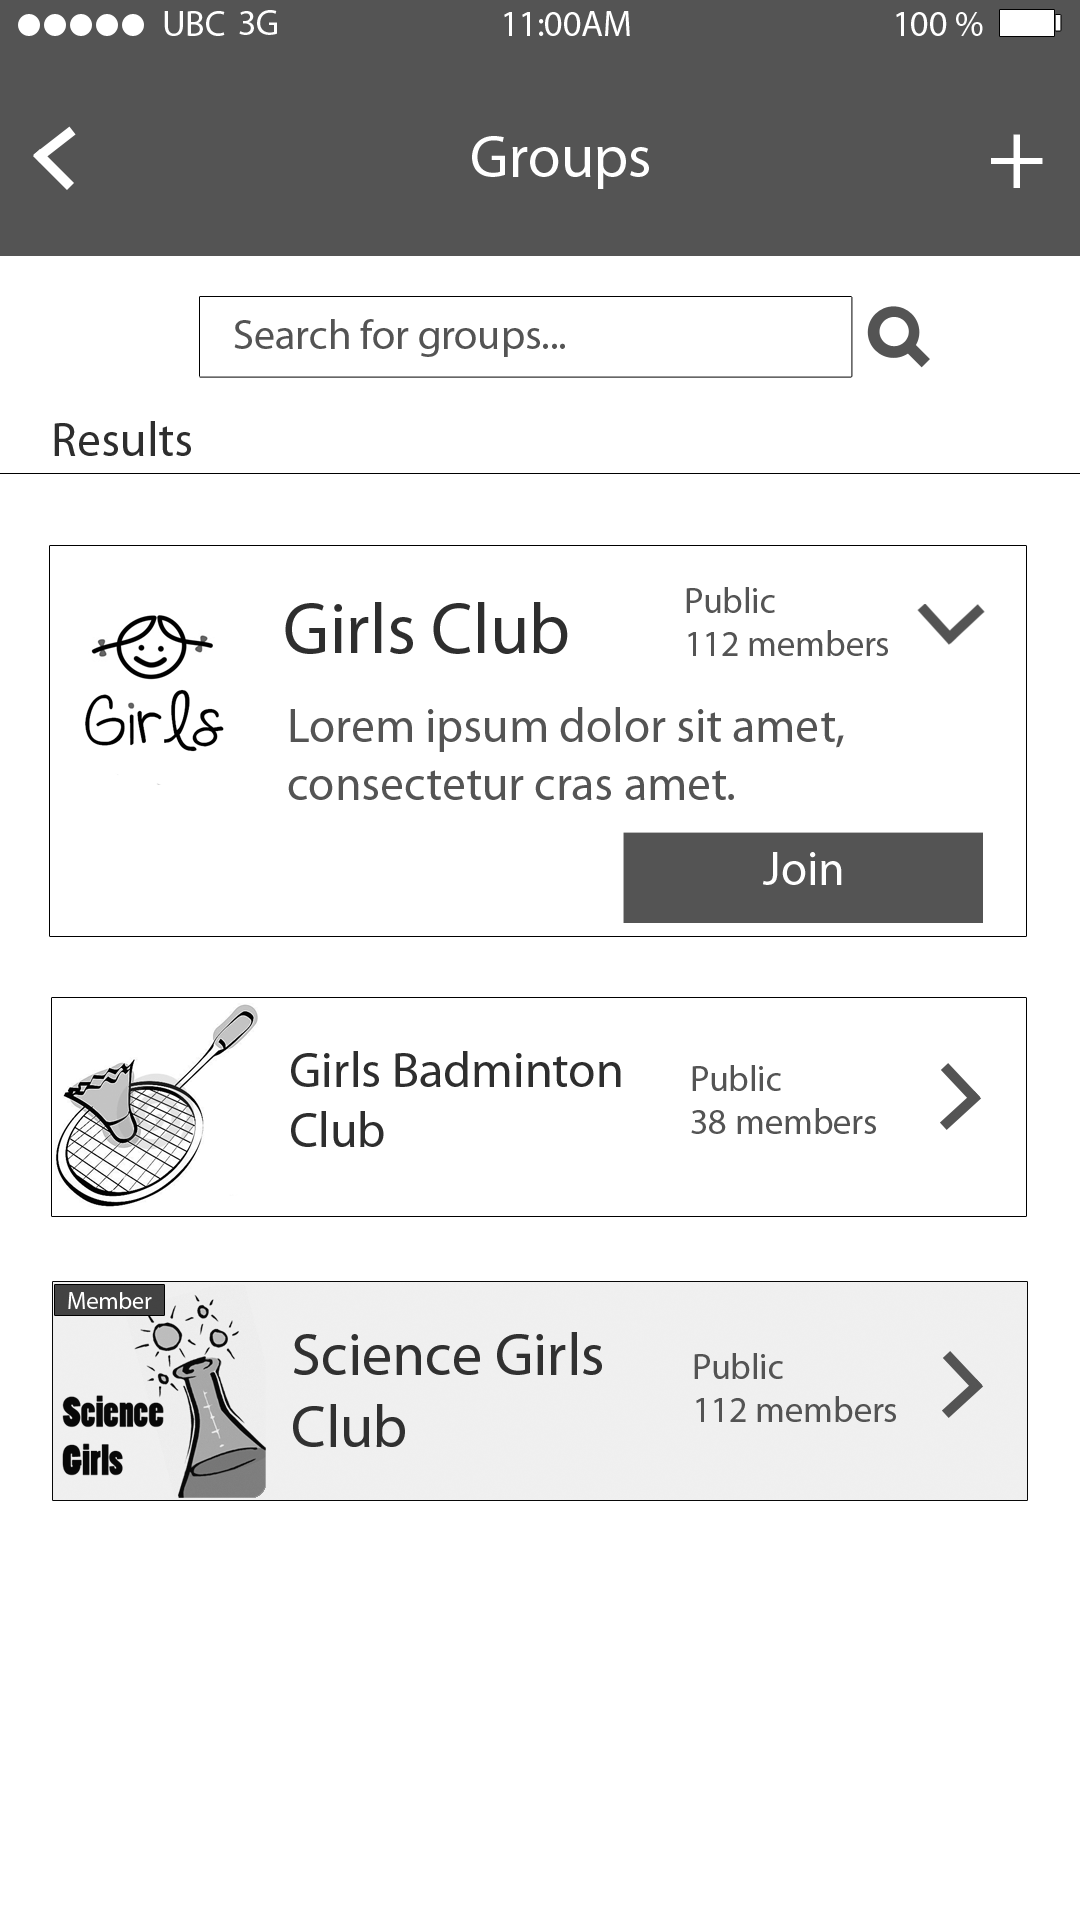 UBC 3G 11:00AM 100 %
Groups
Search for groups...
Results
Girls Club
Public
112 members
Girls
Lorem ipsum dolor sit amet,
consectetur cras amet.
Join
Girls Badminton
Club
Public
38 members
Member
Science
Girls
Science Girls
Club
Public
112 members